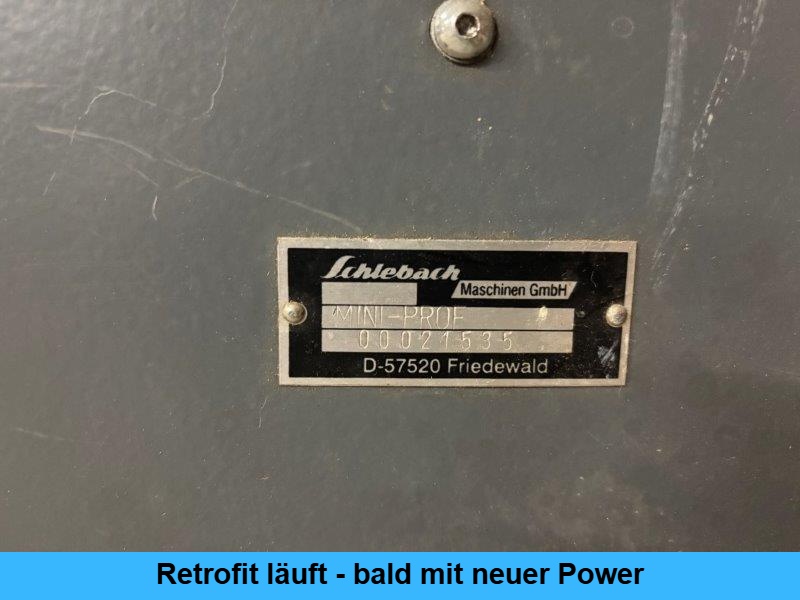 Schlebach
Maschinen GmbH
MINI-PROF
00021535
D-57520 Friedewald
Retrofit läuft - bald mit neuer Power